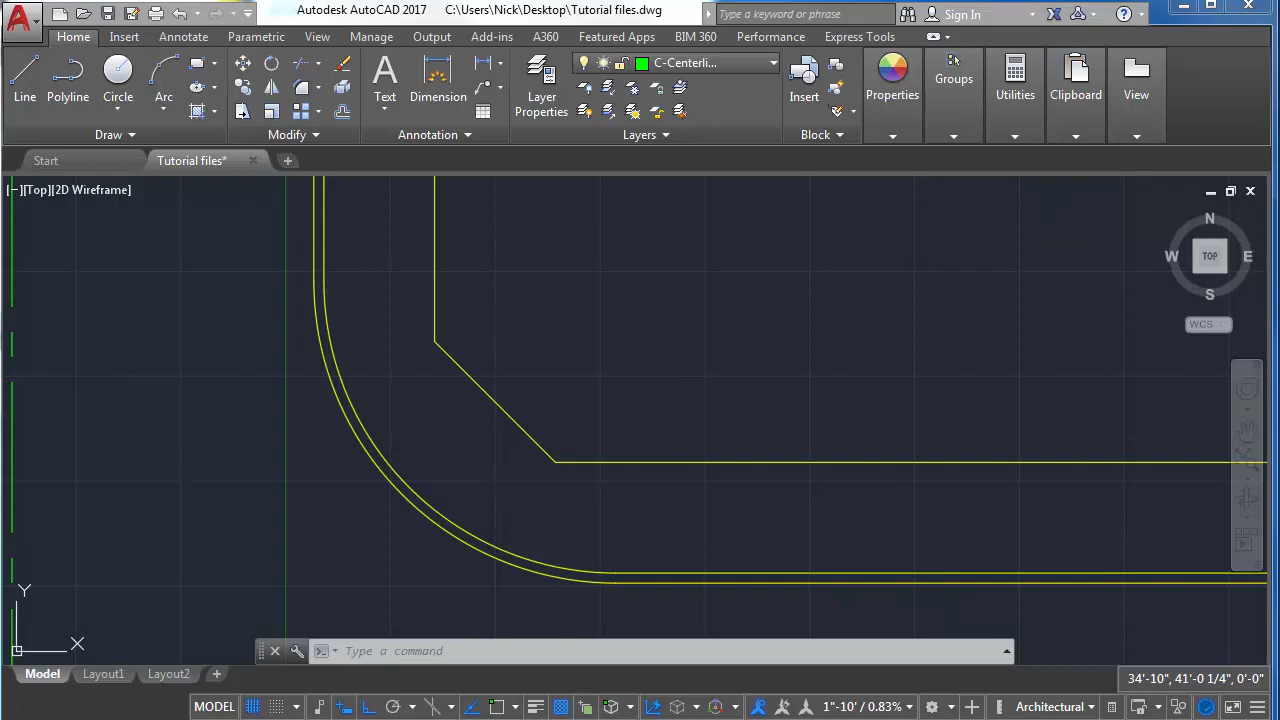 Autodesk AutoCAD 2017 C:\Users\Nick\Desktop\Tutorial files.dwg
Type a keyword or phrase
Sign In
Home Insert Annotate Parametric View Manage Output Add-ins A360 Featured Apps BIM 360 Performance Express Tools
C-Centerli...
Line Polyline Circle Arc
Text Dimension
Layer Properties
Insert
Properties
Groups
Utilities
Clipboard
View
Draw Modify Annotation Layers Block
Start Tutorial files*
[−][Top][2D Wireframe]
N
W TOP E
S
WCS
Y
X
Type a command
Model Layout1 Layout2
34'-10", 41'-0 1/4", 0'-0"
MODEL 1"-10' / 0.83% Architectural